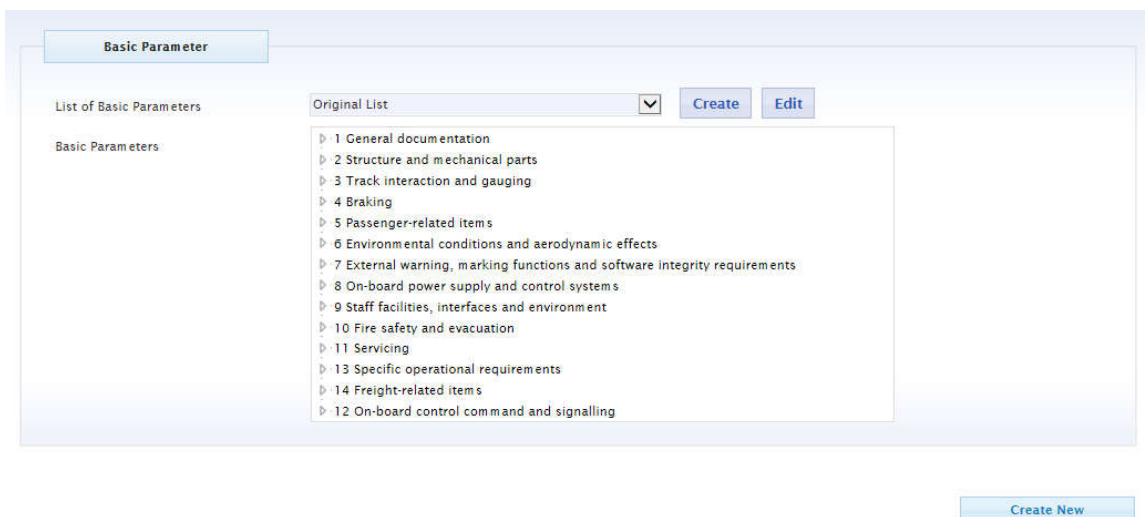 Basic Parameter
List of Basic Parameters Original List Create Edit
Basic Parameters
1 General documentation
2 Structure and mechanical parts
3 Track interaction and gauging
4 Braking
5 Passenger-related items
6 Environmental conditions and aerodynamic effects
7 External warning, marking functions and software integrity requirements
8 On-board power supply and control systems
9 Staff facilities, interfaces and environment
10 Fire safety and evacuation
11 Servicing
13 Specific operational requirements
14 Freight-related items
12 On-board control command and signalling
Create New